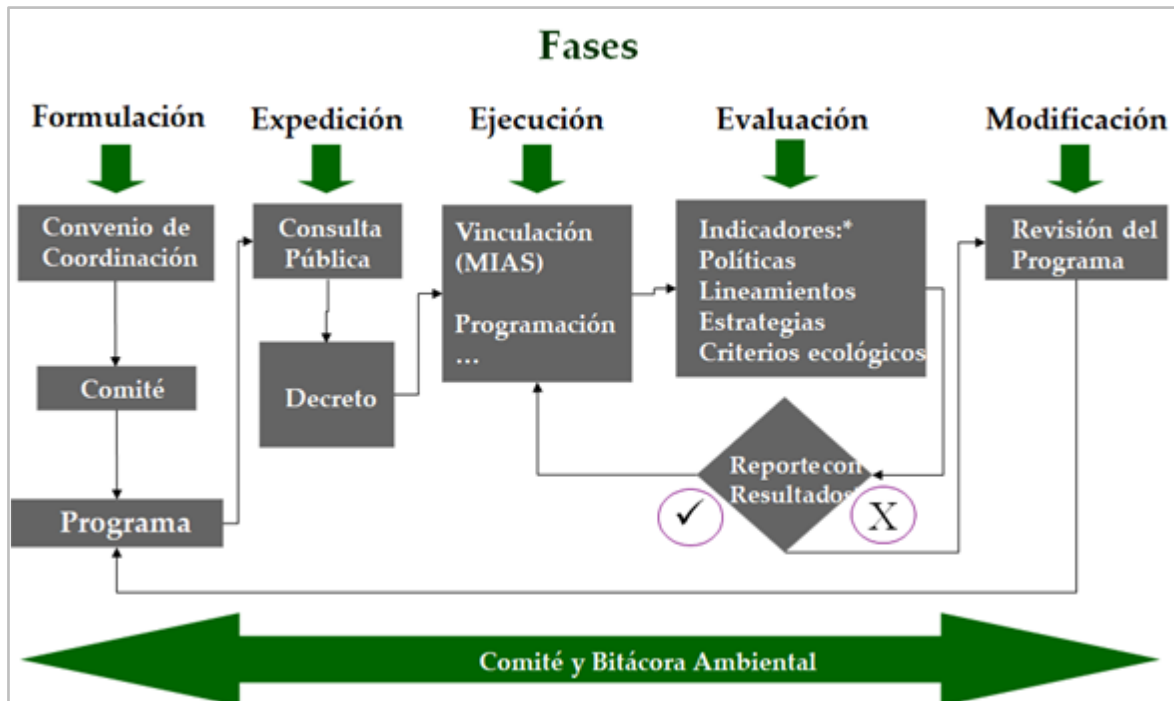 Fases
Formulación
Expedición
Ejecución
Evaluación
Modificación
Convenio de
Coordinación
Comité
Programa
Consulta
Pública
Decreto
Vinculación
(MIAS)
Programación
...
Indicadores:*
Políticas
Lineamientos
Estrategias
Criterios ecológicos
Reporte con
Resultados
✓
X
Revisión del
Programa
Comité y Bitácora Ambiental